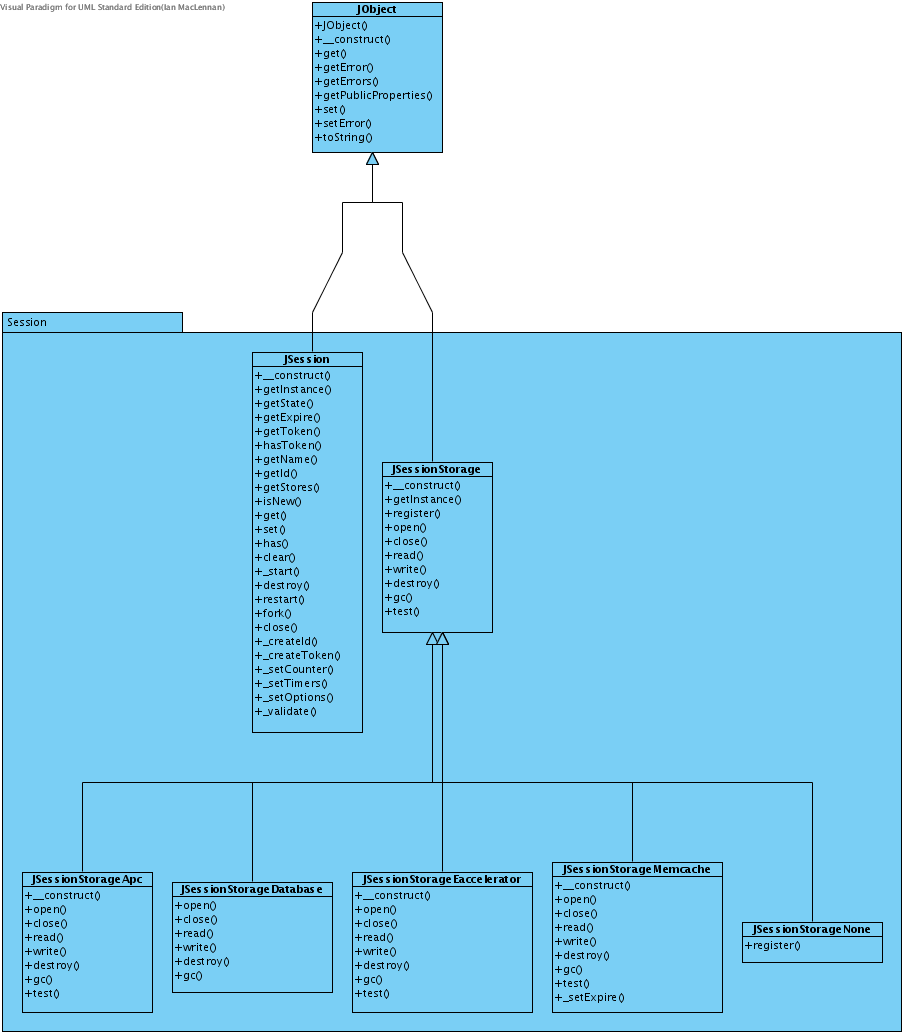 Visual Paradigm for UML Standard Edition(Ian MacLennan)
JObject
+JObject()
+__construct()
+get()
+getError()
+getErrors()
+getPublicProperties()
+set()
+setError()
+toString()
Session
JSession
+__construct()
+getInstance()
+getState()
+getExpire()
+getToken()
+hasToken()
+getName()
+getId()
+getStores()
+isNew()
+get()
+set()
+has()
+clear()
+_start()
+destroy()
+restart()
+fork()
+close()
+_createId()
+_createToken()
+_setCounter()
+_setTimers()
+_setOptions()
+_validate()
JSessionStorage
+__construct()
+getInstance()
+register()
+open()
+close()
+read()
+write()
+destroy()
+gc()
+test()
JSessionStorageApc
+__construct()
+open()
+close()
+read()
+write()
+destroy()
+gc()
+test()
JSessionStorageDatabase
+open()
+close()
+read()
+write()
+destroy()
+gc()
JSessionStorageEaccelerator
+__construct()
+open()
+close()
+read()
+write()
+destroy()
+gc()
+test()
JSessionStorageMemcache
+__construct()
+open()
+close()
+read()
+write()
+destroy()
+gc()
+test()
+_setExpire()
JSessionStorageNone
+register()